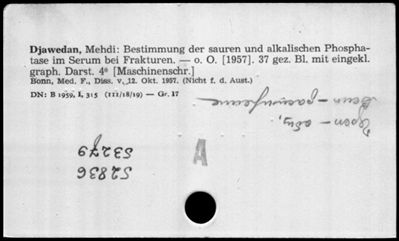 Djawedan, Mehdi: Bestimmung der sauren und alkalischen Phospha-
tase im Serum bei Frakturen. — o. O. [1957]. 37 gez. Bl. mit eingekl.
graph. Darst. 4° [Maschinenschr.]
Bonn, Med. F., Diss. v. 12. Okt. 1957. (Nicht f. d. Aust.)
DN: B 1959, I, 315 (III/18/19) — Gr. 17
A
52836
53279